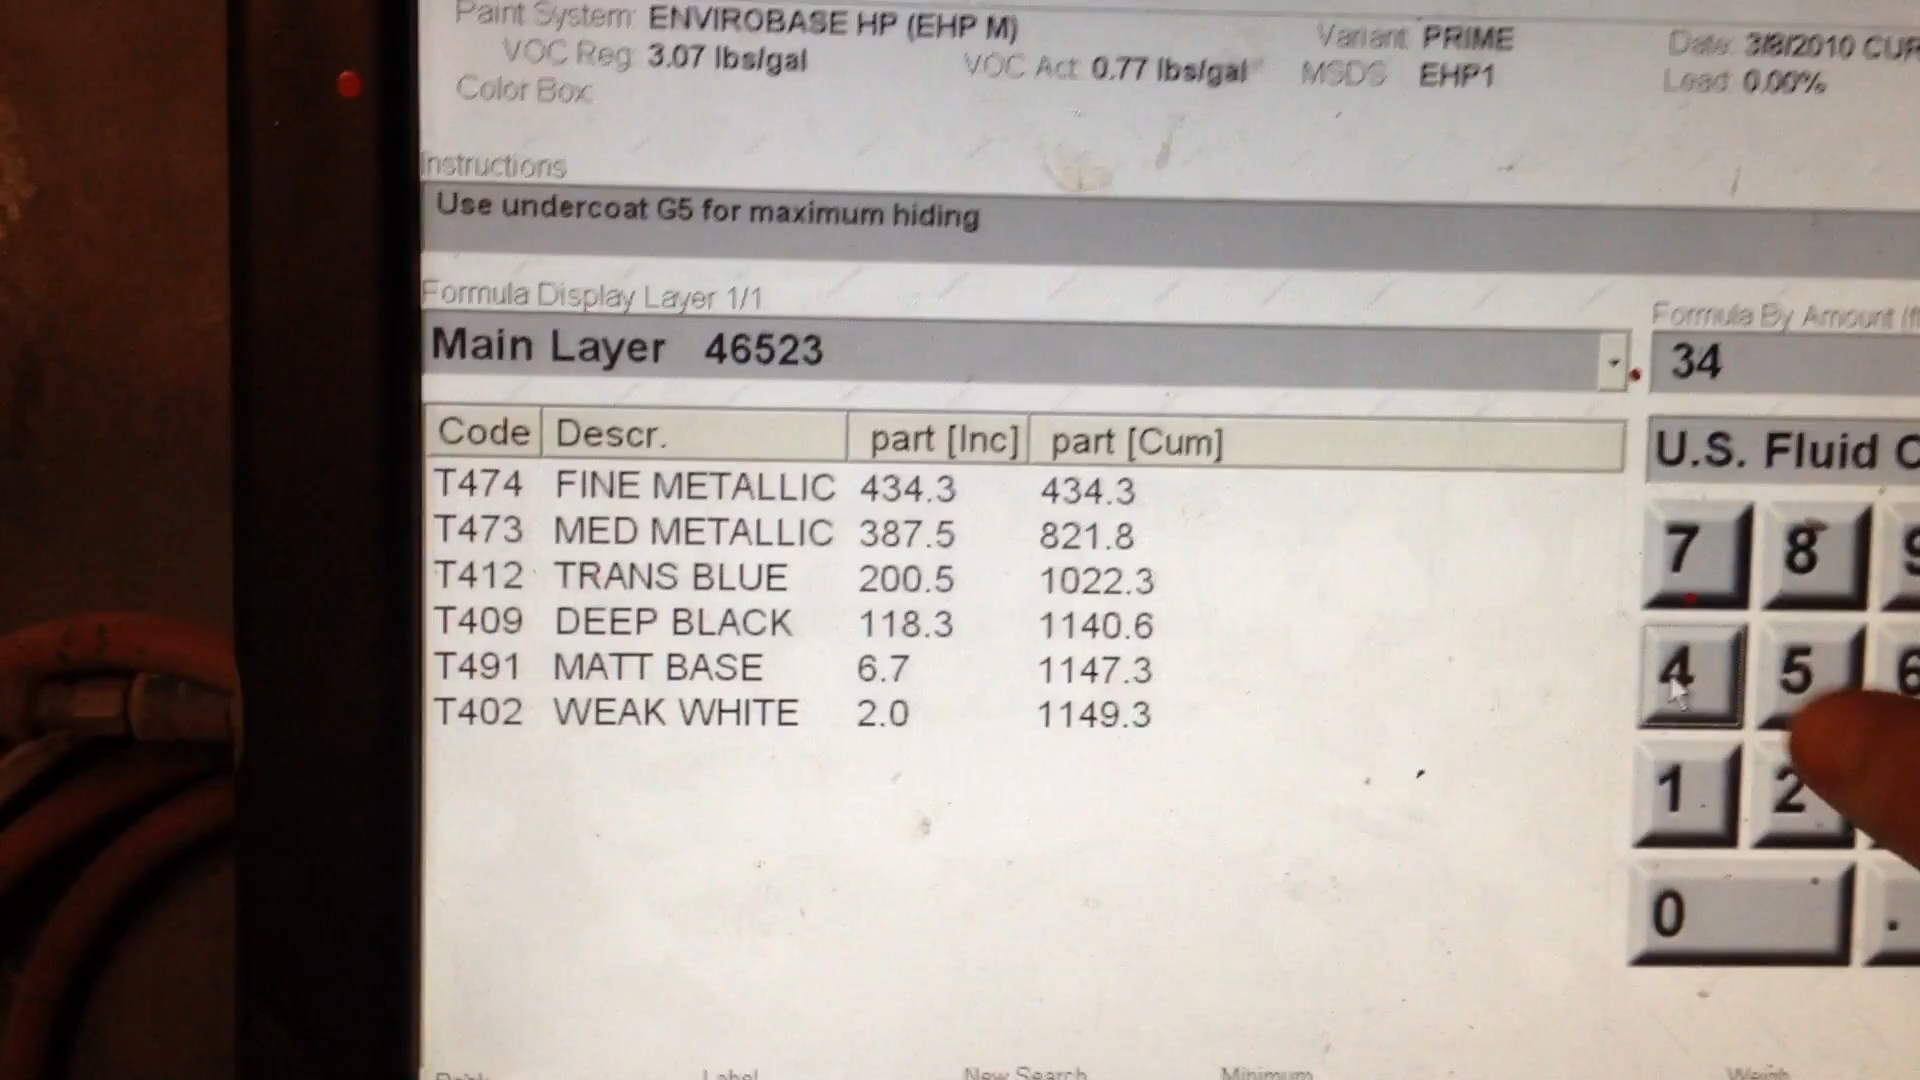 Paint System: ENVIROBASE HP (EHP M) Variant: PRIME Date: 3/8/2010 CUR
VOC Reg: 3.07 lbs/gal VOC Act: 0.77 lbs/gal MSDS EHP1 Lead: 0.00%
Color Box:
Instructions
Use undercoat G5 for maximum hiding
Formula Display Layer 1/1 Formula By Amount
Main Layer 46523 34
Code Descr. part [Inc] part [Cum] U.S. Fluid
T474 FINE METALLIC 434.3 434.3
T473 MED METALLIC 387.5 821.8
T412 TRANS BLUE 200.5 1022.3
T409 DEEP BLACK 118.3 1140.6
T491 MATT BASE 6.7 1147.3
T402 WEAK WHITE 2.0 1149.3
7 8 9
4 5 6
1 2
0 .
Label New Search Minimum Weigh